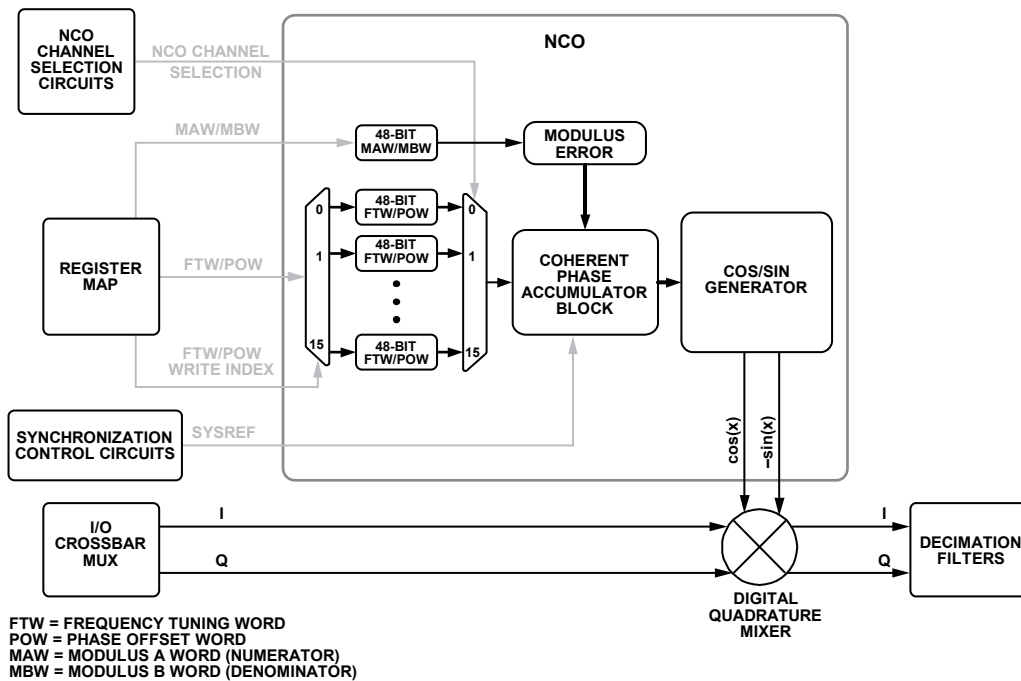 NCO
CHANNEL
SELECTION
CIRCUITS
NCO CHANNEL
SELECTION
NCO
MAW/MBW
48-BIT
MAW/MBW
MODULUS
ERROR
REGISTER
MAP
FTW/POW
FTW/POW
WRITE INDEX
0
1
15
48-BIT
FTW/POW
48-BIT
FTW/POW
48-BIT
FTW/POW
0
1
15
COHERENT
PHASE
ACCUMULATOR
BLOCK
COS/SIN
GENERATOR
SYNCHRONIZATION
CONTROL CIRCUITS
SYSREF
cos(x)
–sin(x)
I/O
CROSSBAR
MUX
I
Q
DIGITAL
QUADRATURE
MIXER
I
Q
DECIMATION
FILTERS
FTW = FREQUENCY TUNING WORD
POW = PHASE OFFSET WORD
MAW = MODULUS A WORD (NUMERATOR)
MBW = MODULUS B WORD (DENOMINATOR)